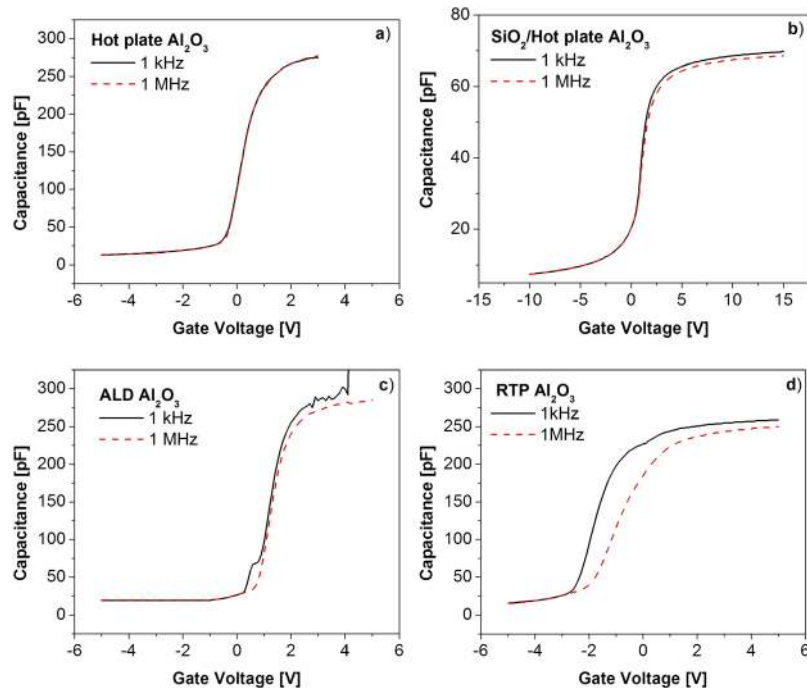 a)
Hot plate Al₂O₃
1 kHz
1 MHz
Capacitance [pF]
300
250
200
150
100
50
0
-6 -4 -2 0 2 4 6
Gate Voltage [V]
b)
SiO₂/Hot plate Al₂O₃
1 kHz
1 MHz
Capacitance [pF]
80
60
40
20
-15 -10 -5 0 5 10 15
Gate Voltage [V]
c)
ALD Al₂O₃
1 kHz
1 MHz
Capacitance [pF]
300
250
200
150
100
50
0
-6 -4 -2 0 2 4 6
Gate Voltage [V]
d)
RTP Al₂O₃
1kHz
1MHz
Capacitance [pF]
300
250
200
150
100
50
0
-6 -4 -2 0 2 4 6
Gate Voltage [V]